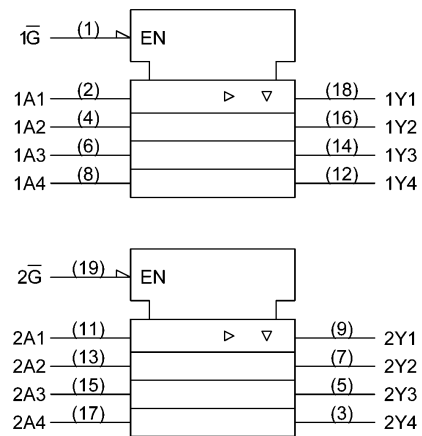 1G̅ (1) EN
1A1 (2) (18) 1Y1
1A2 (4) (16) 1Y2
1A3 (6) (14) 1Y3
1A4 (8) (12) 1Y4
2G̅ (19) EN
2A1 (11) (9) 2Y1
2A2 (13) (7) 2Y2
2A3 (15) (5) 2Y3
2A4 (17) (3) 2Y4